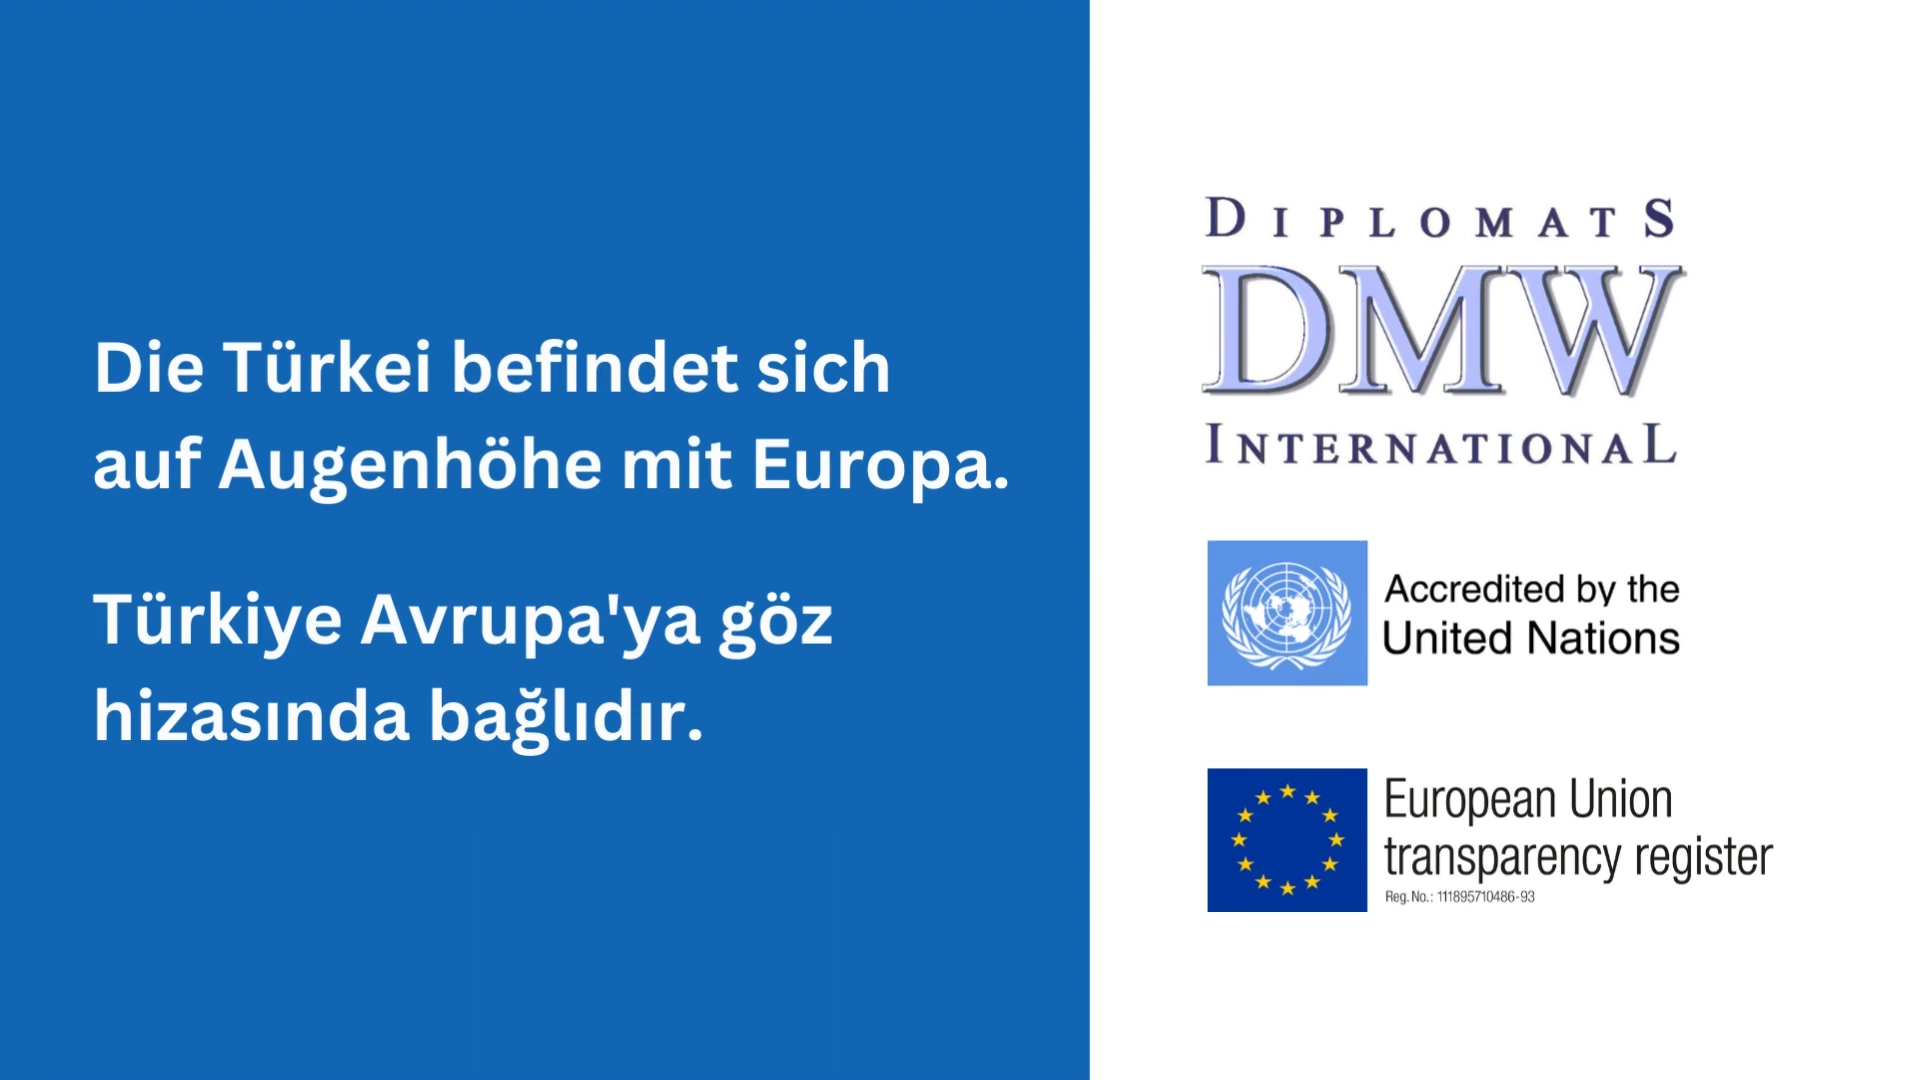 Die Türkei befindet sich
auf Augenhöhe mit Europa.
Türkiye Avrupa'ya göz
hizasında bağlıdır.
DIPLOMATS
DMW
INTERNATIONAL
Accredited by the
United Nations
European Union
transparency register
Reg. No.: 111895710486-93